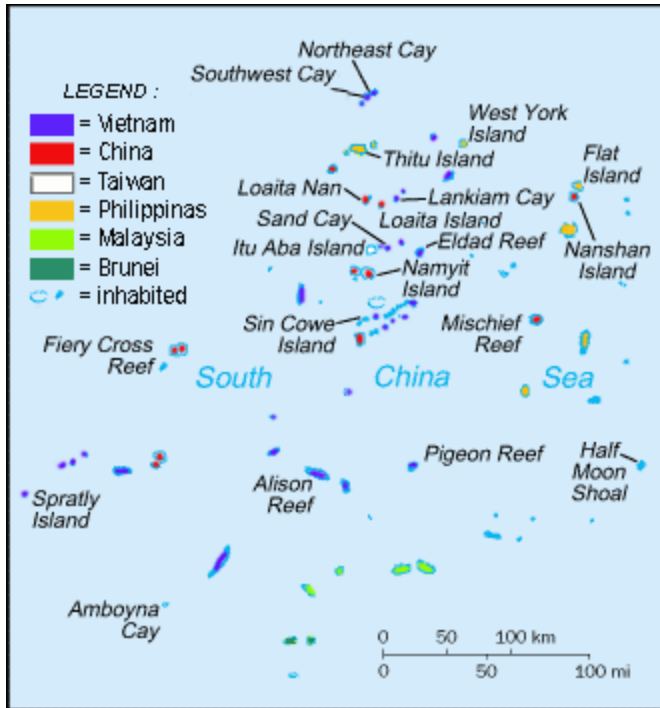 Northeast Cay
Southwest Cay
LEGEND :
= Vietnam
= China
= Taiwan
= Philippinas
= Malaysia
= Brunei
= inhabited
West York
Island
Thitu Island
Flat
Island
Loaita Nan
Lankiam Cay
Loaita Island
Sand Cay
Itu Aba Island
Eldad Reef
Nanshan
Island
Namyit
Island
Sin Cowe
Island
Mischief
Reef
Fiery Cross
Reef
South China Sea
Spratly
Island
Alison
Reef
Pigeon Reef
Half
Moon
Shoal
Amboyna
Cay
0 50 100 km
0 50 100 mi